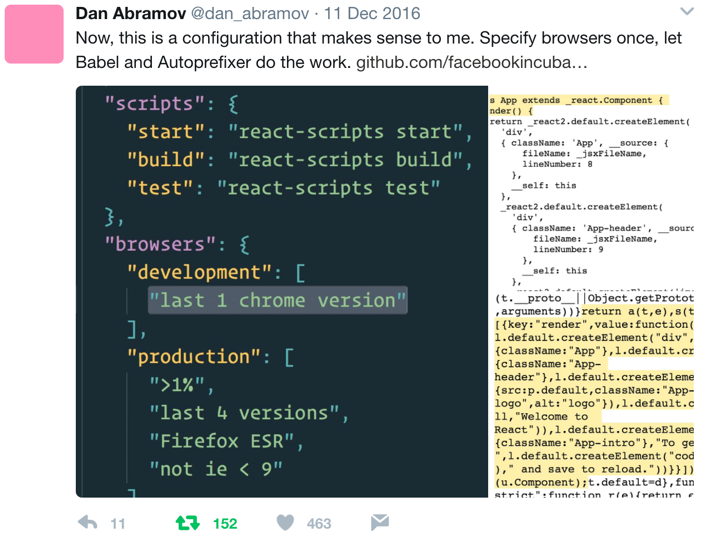 Dan Abramov @dan_abramov · 11 Dec 2016
Now, this is a configuration that makes sense to me. Specify browsers once, let
Babel and Autoprefixer do the work. github.com/facebookincuba…
"scripts": {
"start": "react-scripts start",
"build": "react-scripts build",
"test": "react-scripts test"
},
"browsers": {
"development": [
"last 1 chrome version"
],
"production": [
">1%",
"last 4 versions",
"Firefox ESR",
"not ie < 9"
]
s App extends _react.Component {
nder() {
return _react2.default.createElement(
'div',
{ className: 'App', __source: {
fileName: _jsxFileName,
lineNumber: 8
},
__self: this
},
_react2.default.createElement(
'div',
{ className: 'App-header', __sourc
fileName: _jsxFileName,
lineNumber: 9
},
__self: this
},
(t.__proto__||Object.getPrototy
,arguments))}return a(t,e),s(t
[{key:"render",value:function(
l.default.createElement("div",
{className:"App"},l.default.cr
{className:"App-
header"},l.default.createEleme
{src:p.default,className:"App-
logo",alt:"logo"}),l.default.c
ll,"Welcome to
React")),l.default.createEleme
{className:"App-intro"},"To ge
",l.default.createElement("cod
)," and save to reload."))}}])
(u.Component);t.default=d},fun
strict";function r(e){return e
11 152 463